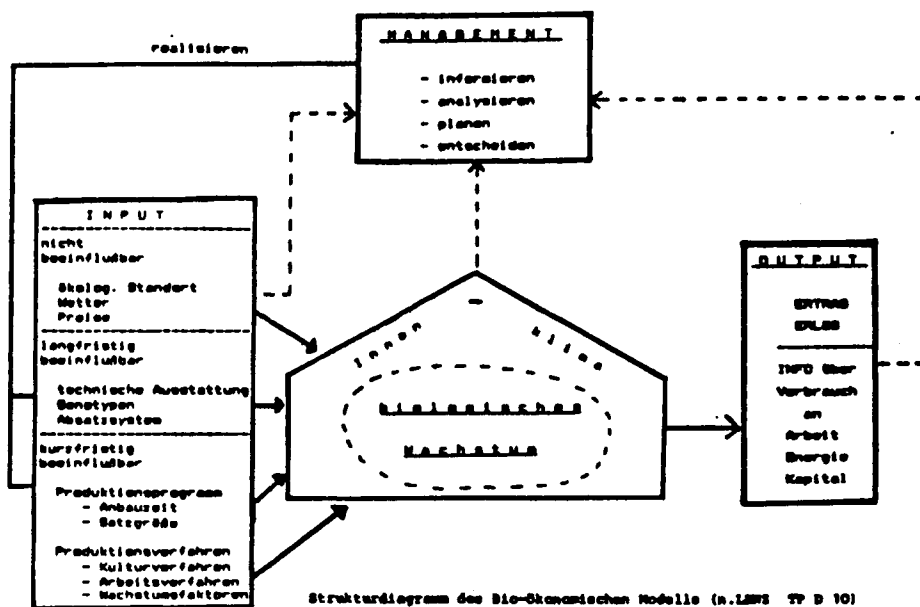 MANAGEMENT
realisieren
- informieren
- analysieren
- planen
- entscheiden
INPUT
nicht
beeinflußbar
ökolog. Standort
Wetter
Preise
langfristig
beeinflußbar
technische Ausstattung
Genotypen
Absatzsystem
kurzfristig
beeinflußbar
Produktionsprogramm
- Anbauzeit
- Satzgröße
Produktionsverfahren
- Kulturverfahren
- Arbeitsverfahren
- Wachstumsfaktoren
Innen - klima
biologisches
Wachstum
OUTPUT
ERTRAG
ERLÖS
INFO über
Verbrauch
an
Arbeit
Energie
Kapital
Strukturdiagramm des Bio-Ökonomischen Modells (n. TP D 10)